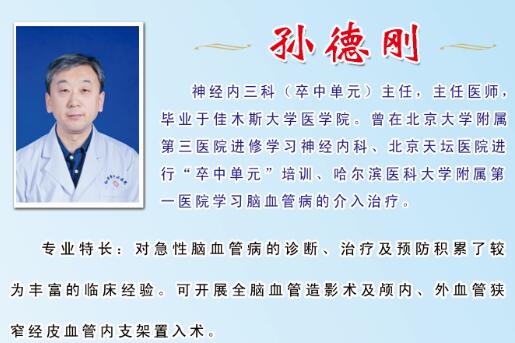 孙德刚
神经内三科（卒中单元）主任，主任医师，
毕业于佳木斯大学医学院。曾在北京大学附属
第三医院进修学习神经内科、北京天坛医院进
行“卒中单元”培训、哈尔滨医科大学附属第
一医院学习脑血管病的介入治疗。
专业特长：对急性脑血管病的诊断、治疗及预防积累了较
为丰富的临床经验。可开展全脑血管造影术及颅内、外血管狭
窄经皮血管内支架置入术。